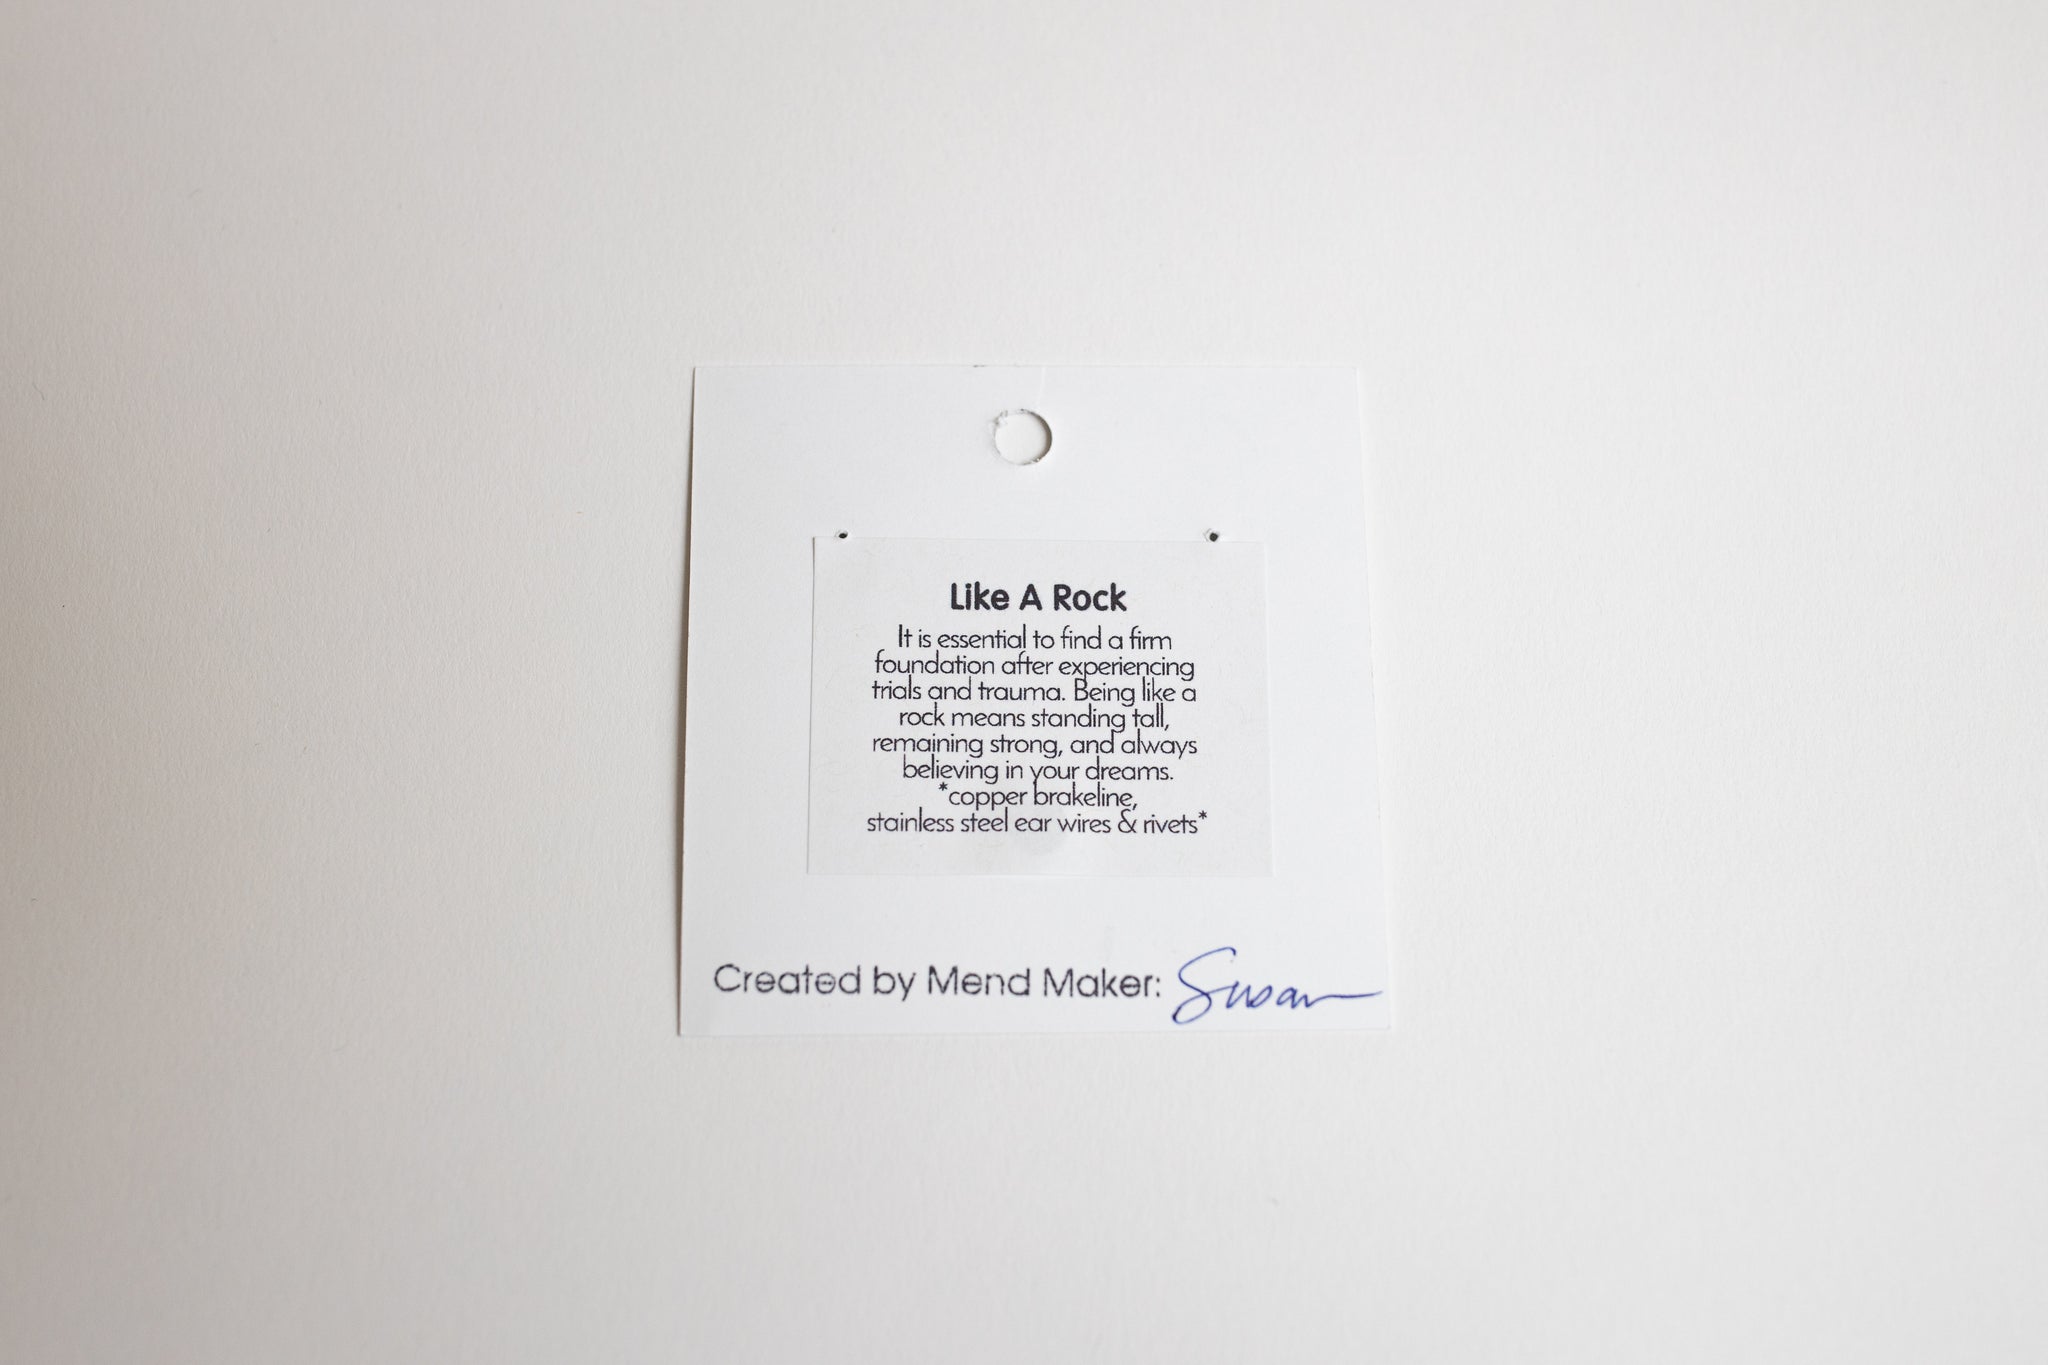 Like A Rock
It is essential to find a firm
foundation after experiencing
trials and trauma. Being like a
rock means standing tall,
remaining strong, and always
believing in your dreams.
*copper brakeline,
stainless steel ear wires & rivets*
Created by Mend Maker: Susan